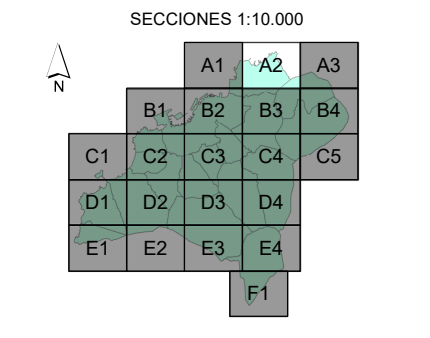 SECCIONES 1:10.000
N
A1 A2 A3
B1 B2 B3 B4
C1 C2 C3 C4 C5
D1 D2 D3 D4
E1 E2 E3 E4
F1